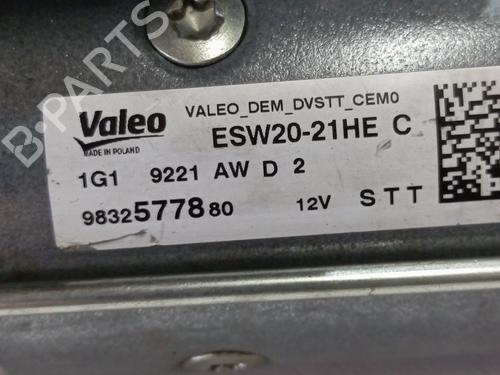 VALEO_DEM_DVSTT_CEM0
Valeo
ESW20-21HE C
MADE IN POLAND
1G1 9221 AW D 2
9832577880 12V STT
B-PARTS